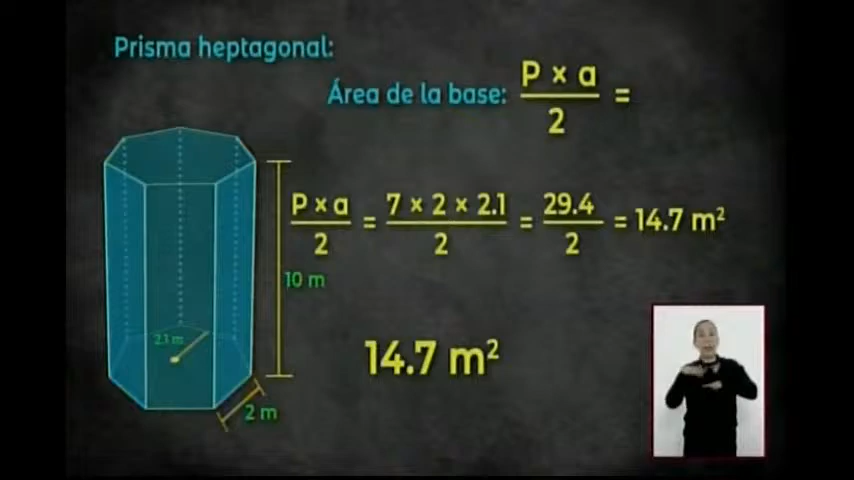 Prisma heptagonal:
Área de la base: P × a / 2 =
P × a / 2 = 7 × 2 × 2.1 / 2 = 29.4 / 2 = 14.7 m²
10 m
2.1 m
14.7 m²
2 m